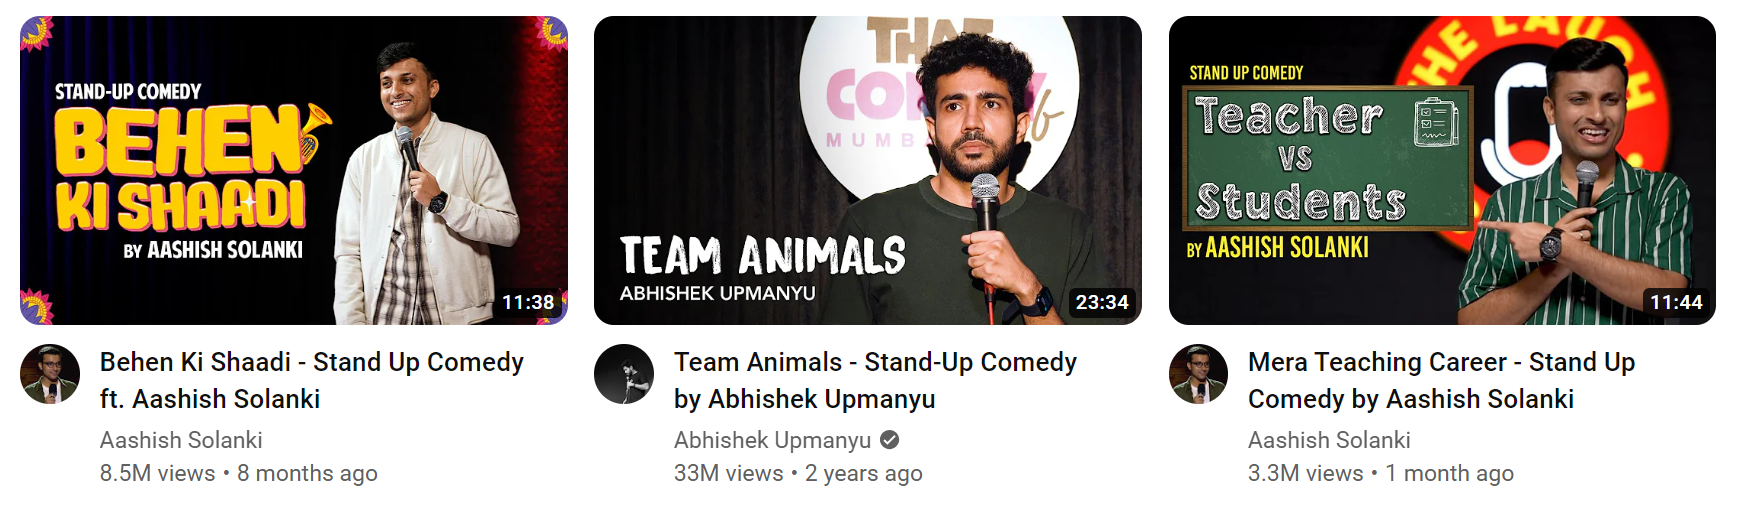 STAND-UP COMEDY
BEHEN
KI SHAADI
BY AASHISH SOLANKI
11:38
Behen Ki Shaadi - Stand Up Comedy
ft. Aashish Solanki
Aashish Solanki
8.5M views • 8 months ago
THAT
MUMB
TEAM ANIMALS
ABHISHEK UPMANYU
23:34
Team Animals - Stand-Up Comedy
by Abhishek Upmanyu
Abhishek Upmanyu
33M views • 2 years ago
THE LAUGH
STAND UP COMEDY
Teacher
VS
Students
BY AASHISH SOLANKI
11:44
Mera Teaching Career - Stand Up
Comedy by Aashish Solanki
Aashish Solanki
3.3M views • 1 month ago